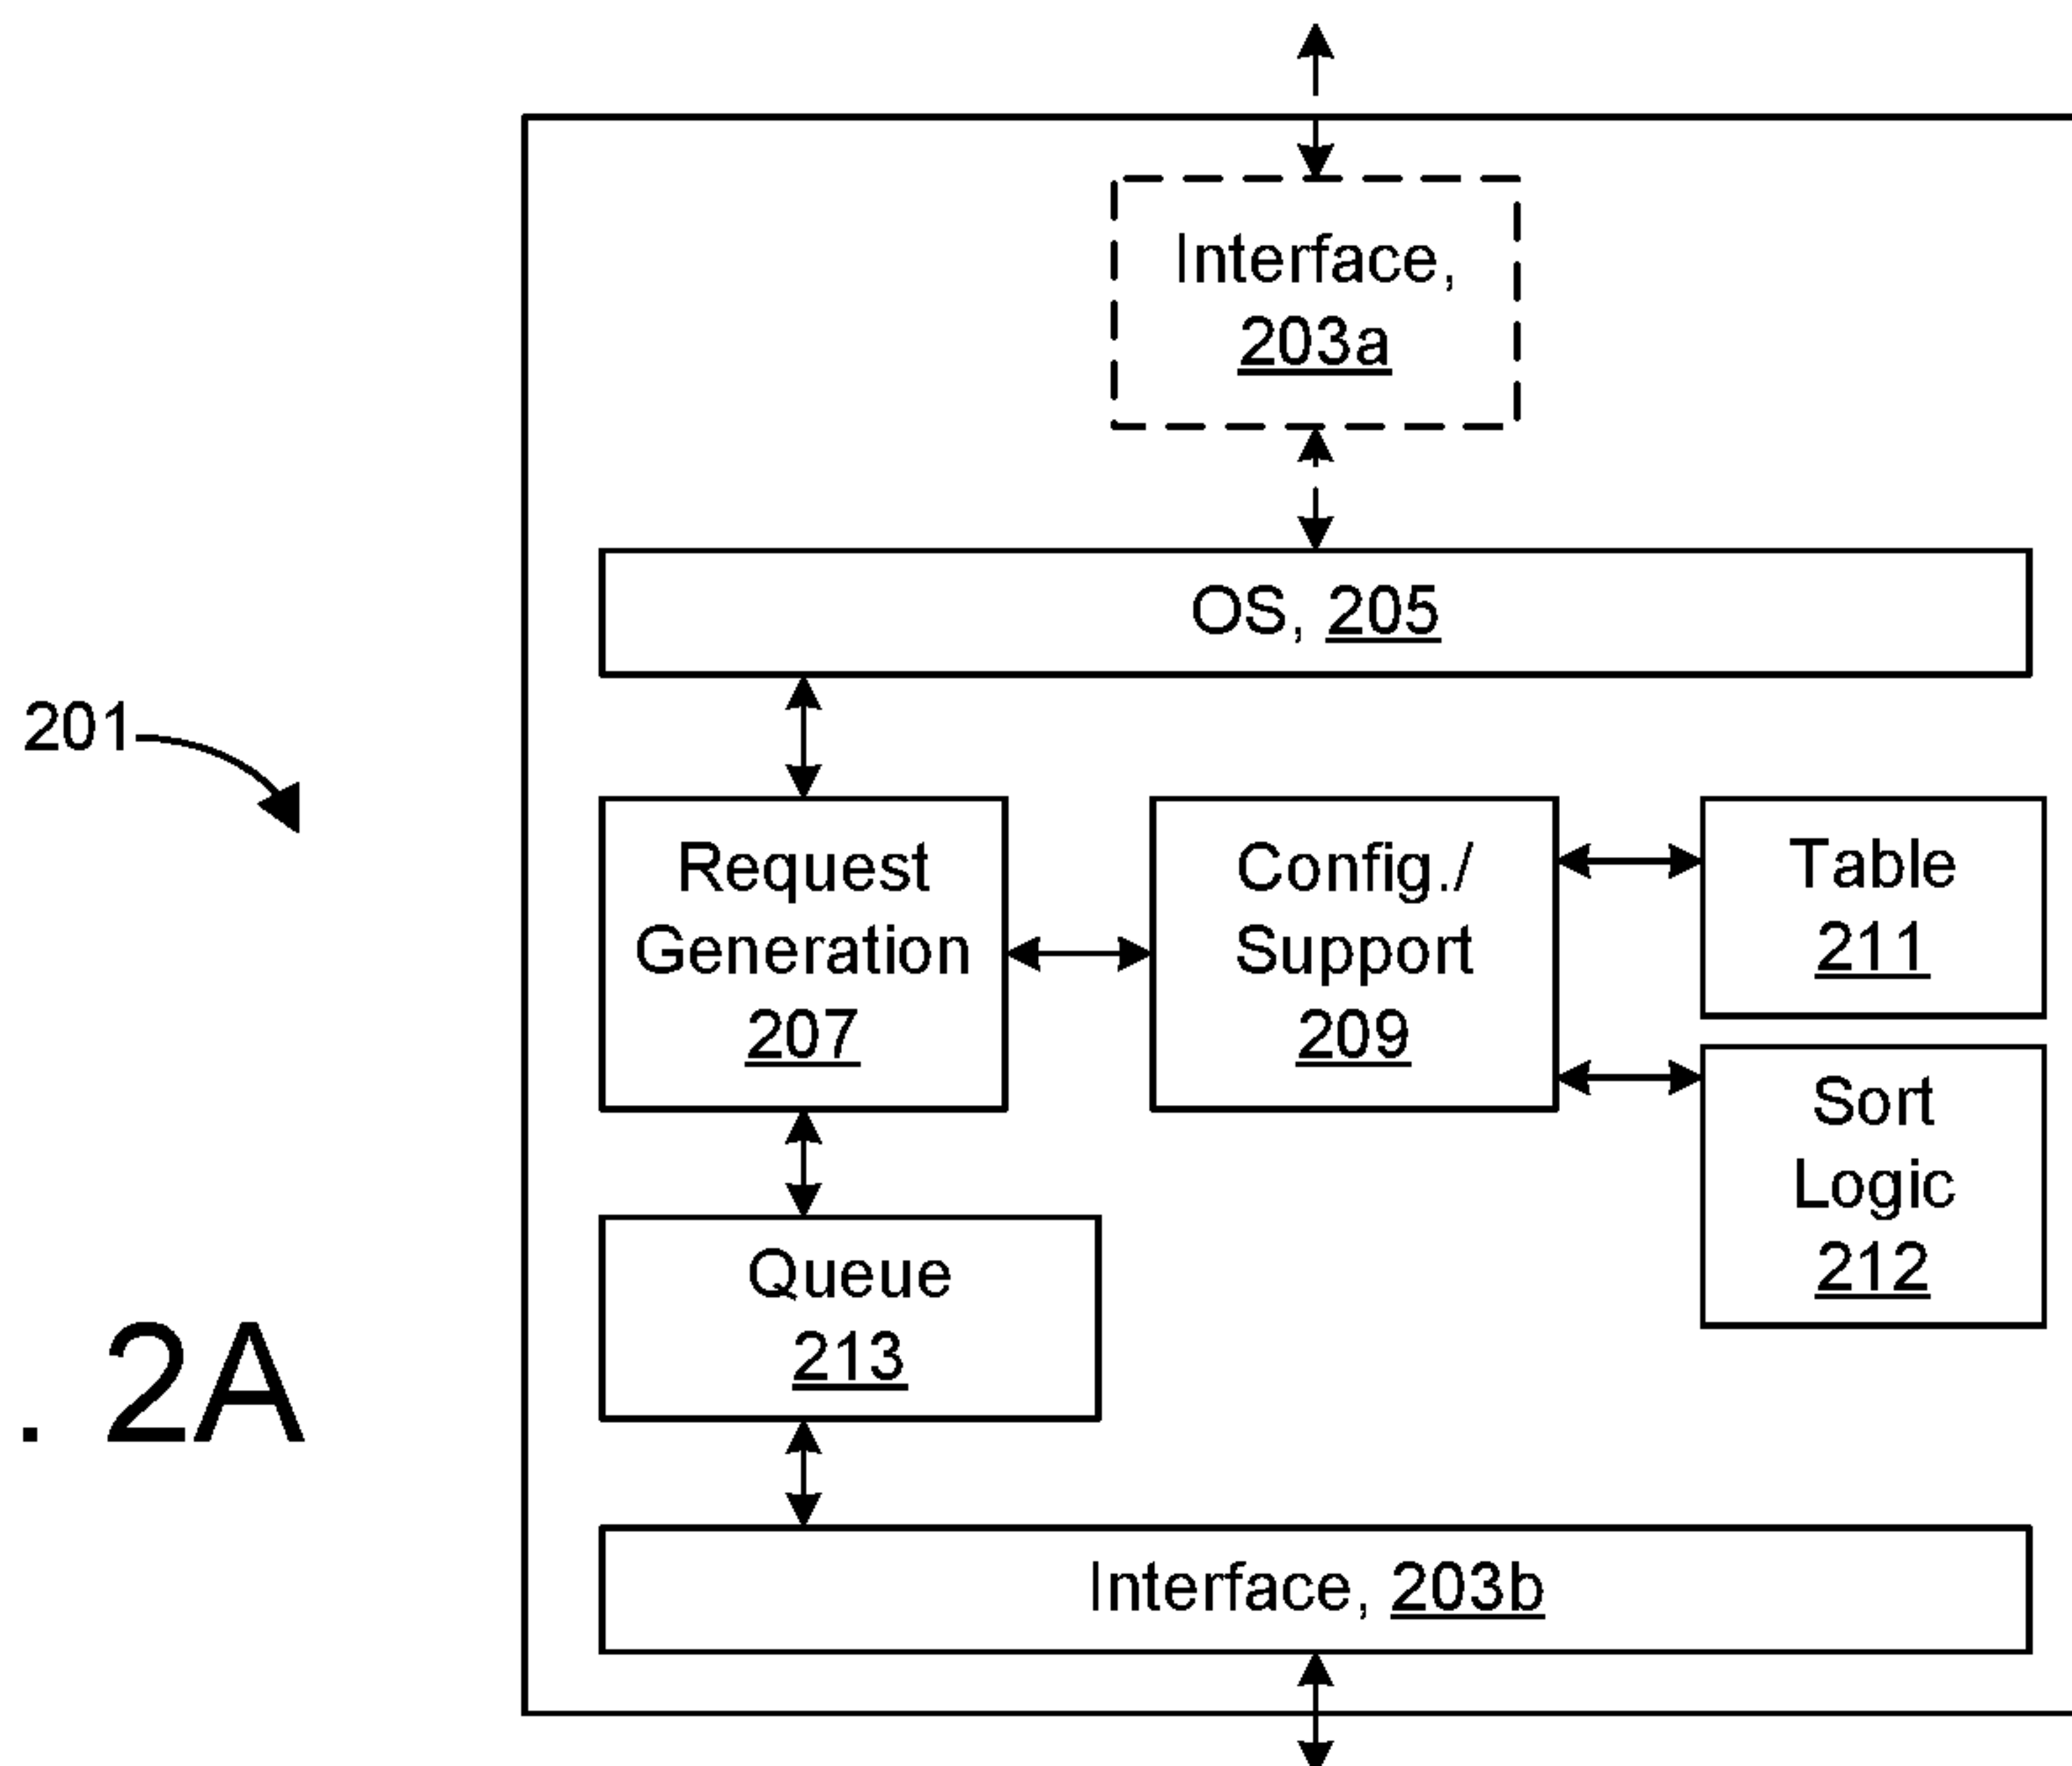 Interface,
203a
OS, 205
201
Request
Generation
207
Config./
Support
209
Table
211
Sort
Logic
212
Queue
213
. 2A
Interface, 203b